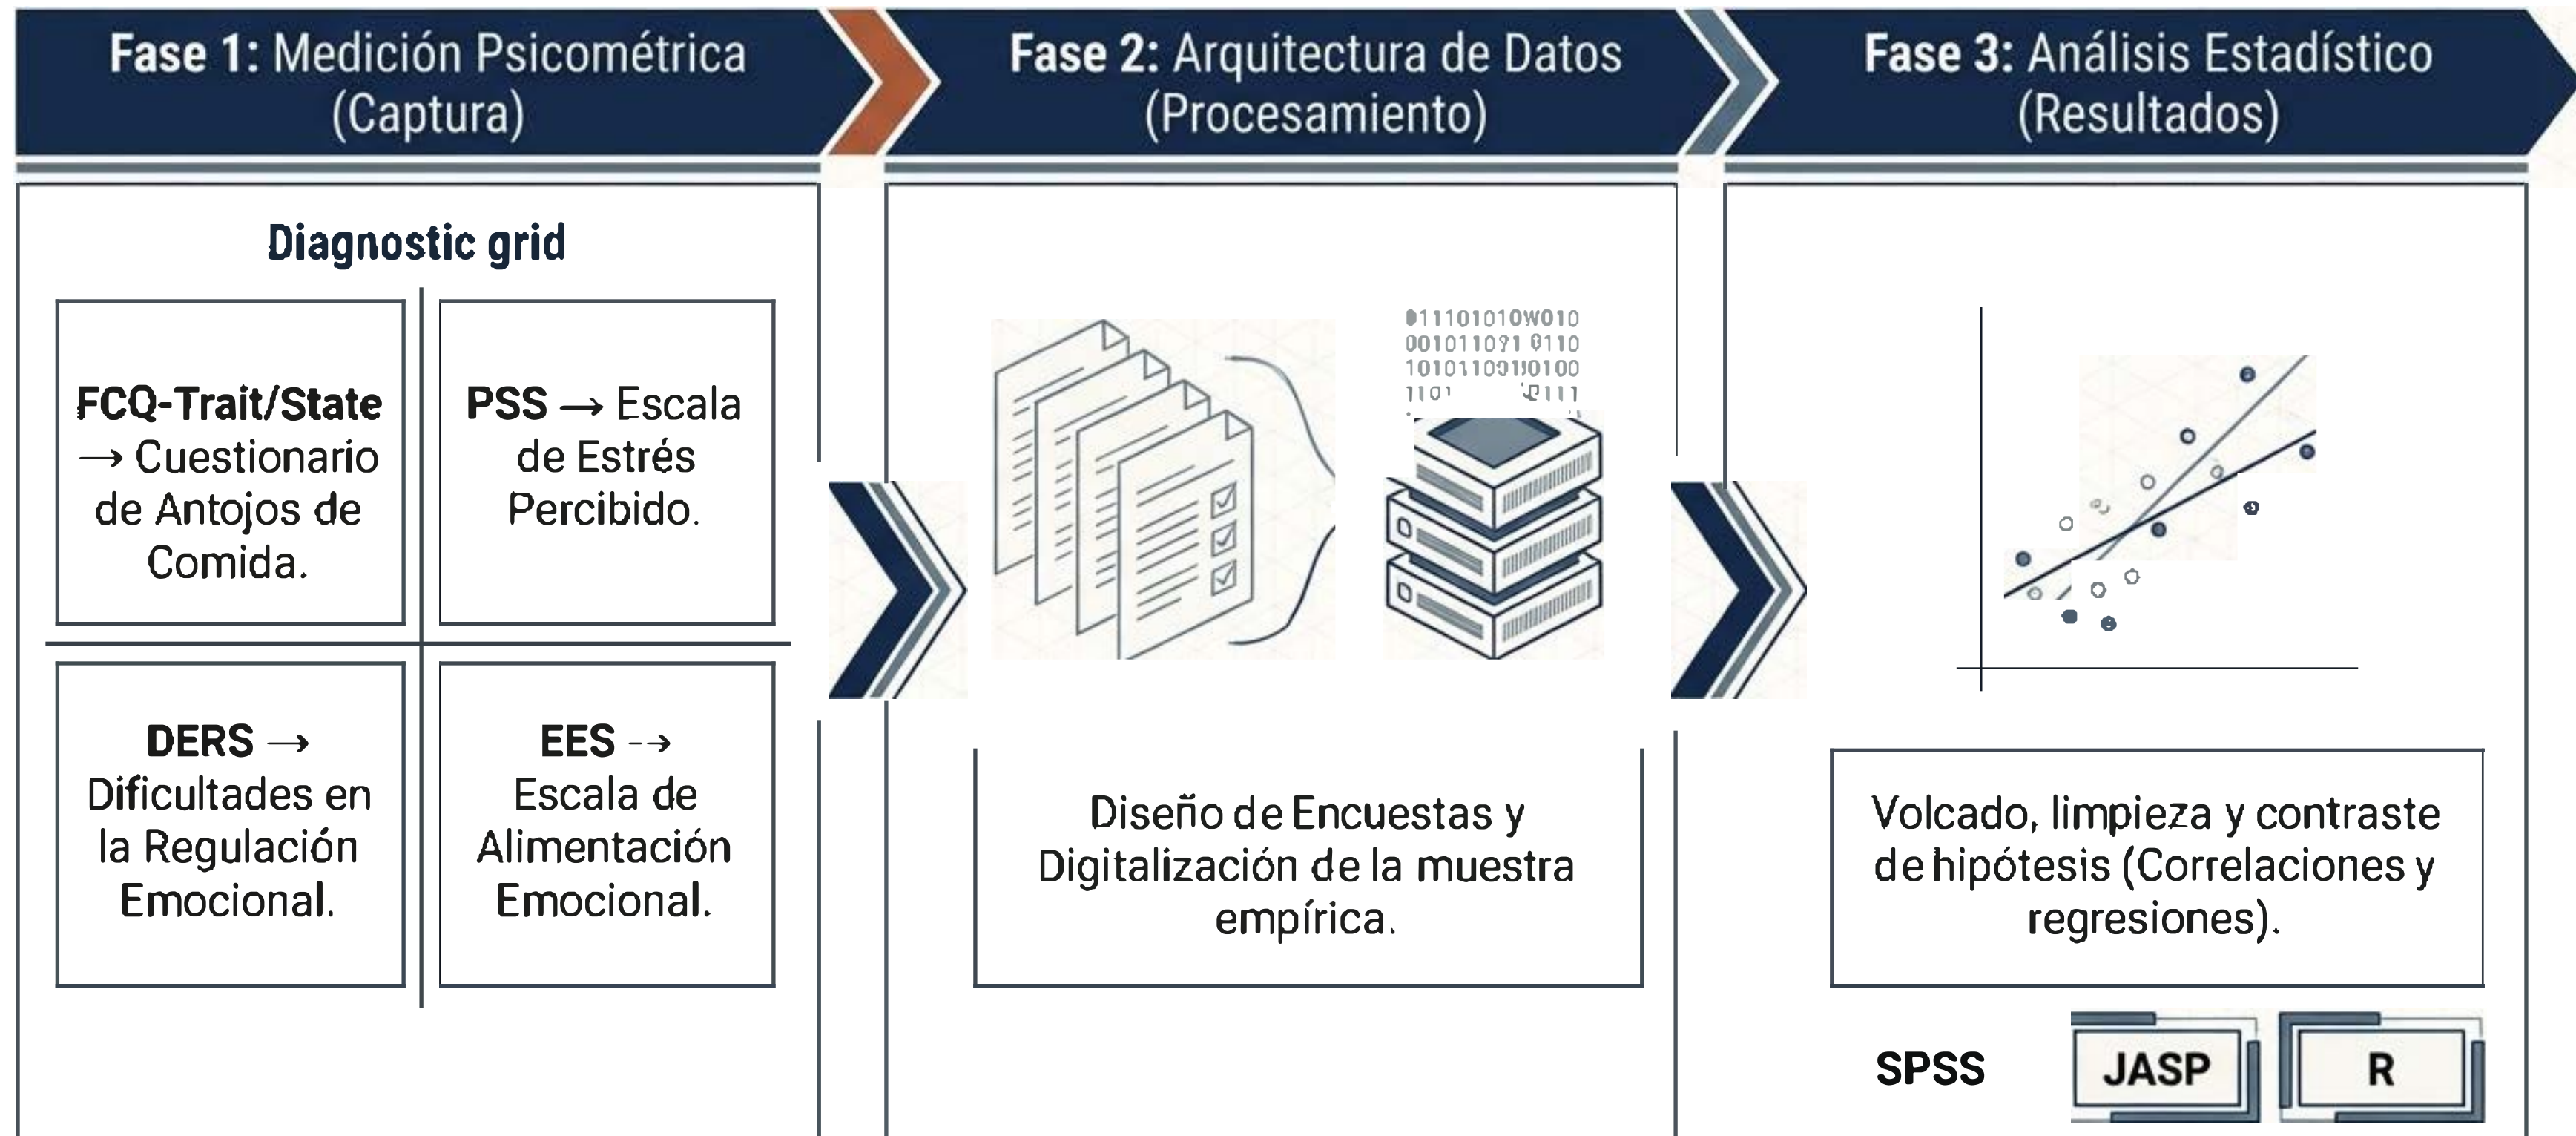 Fase 1: Medición Psicométrica
(Captura)
Fase 2: Arquitectura de Datos
(Procesamiento)
Fase 3: Análisis Estadístico
(Resultados)
Diagnostic grid
FCQ-Trait/State
→ Cuestionario
de Antojos de
Comida.
PSS → Escala
de Estrés
Percibido.
DERS →
Dificultades en
la Regulación
Emocional.
EES -→
Escala de
Alimentación
Emocional.
Diseño de Encuestas y
Digitalización de la muestra
empírica.
Volcado, limpieza y contraste
de hipótesis (Correlaciones y
regresiones).
SPSS
JASP
R